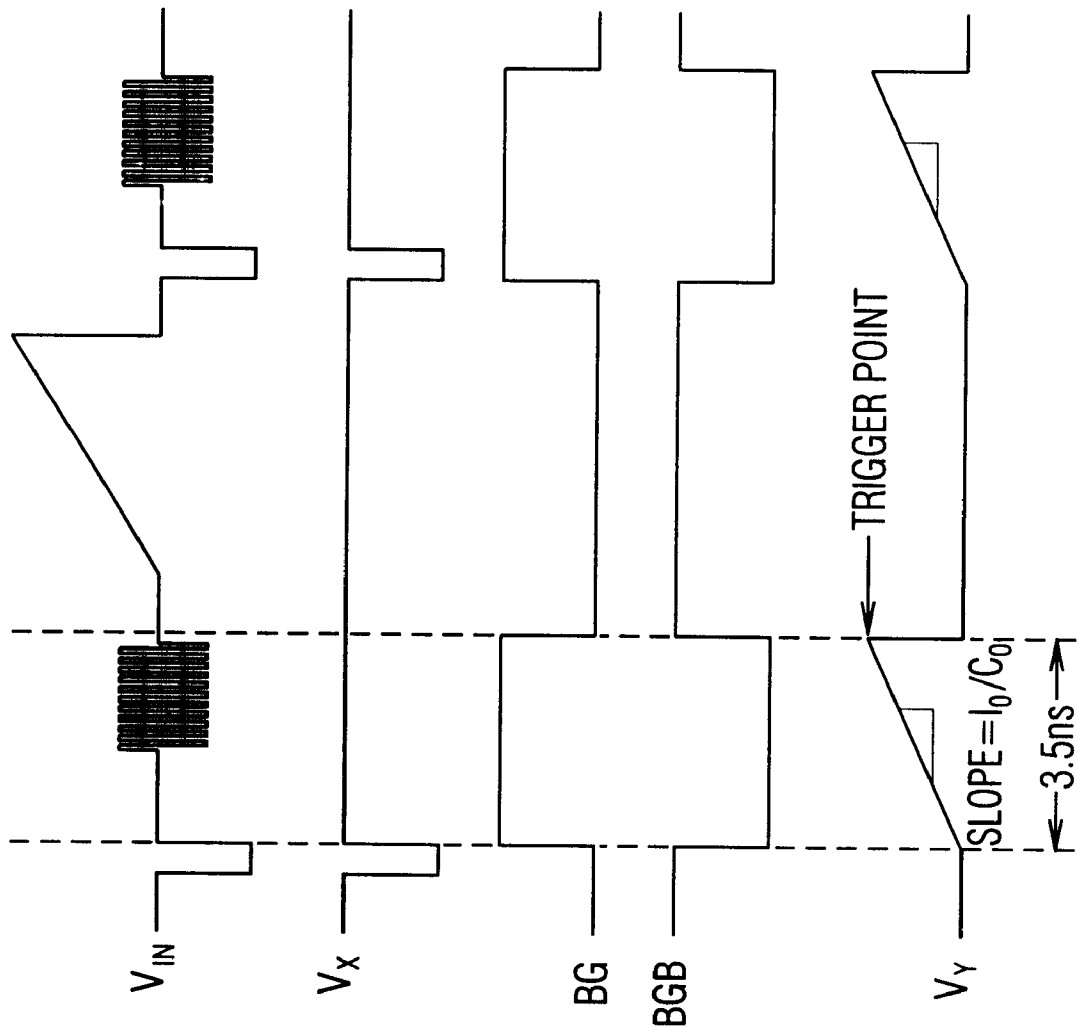 V_IN
V_X
BG
BGB
V_Y
TRIGGER POINT
SLOPE=I_0/C_0
3.5ns